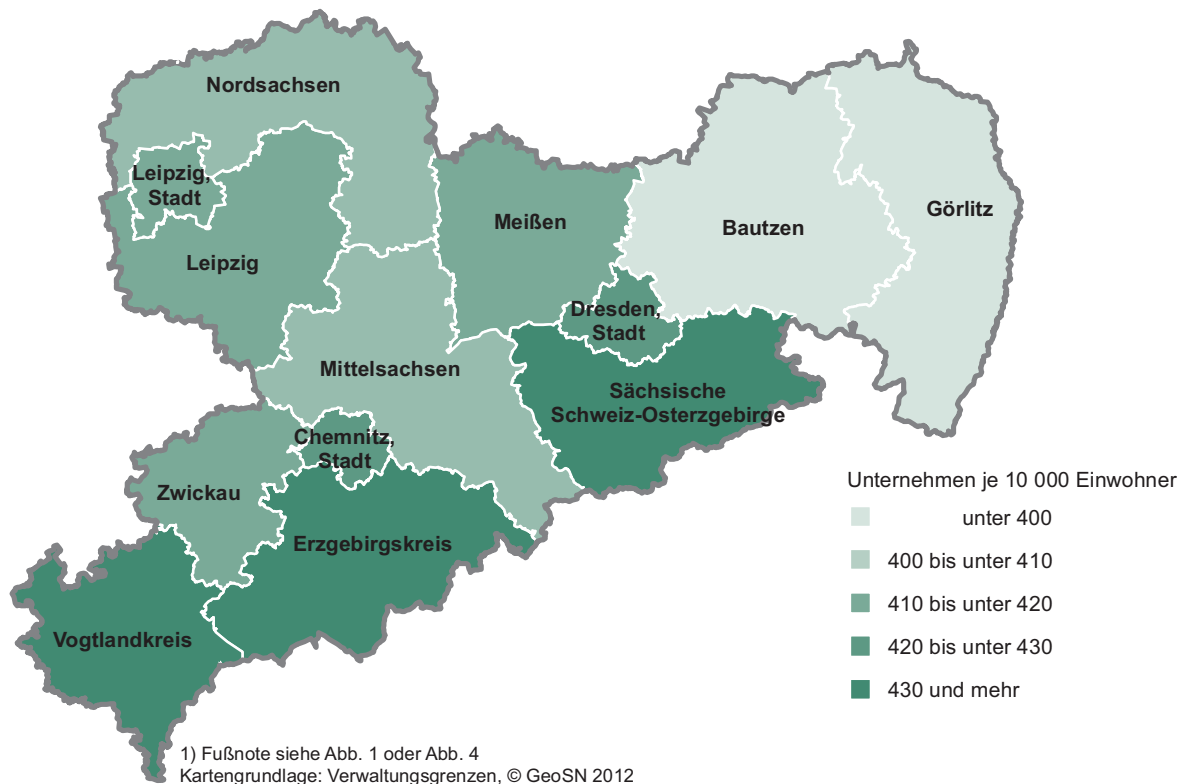 Nordsachsen
Leipzig,
Stadt
Leipzig
Meißen
Bautzen
Görlitz
Dresden,
Stadt
Mittelsachsen
Sächsische
Schweiz-Osterzgebirge
Chemnitz,
Stadt
Zwickau
Erzgebirgskreis
Vogtlandkreis
Unternehmen je 10 000 Einwohner
unter 400
400 bis unter 410
410 bis unter 420
420 bis unter 430
430 und mehr
1) Fußnote siehe Abb. 1 oder Abb. 4
Kartengrundlage: Verwaltungsgrenzen, © GeoSN 2012